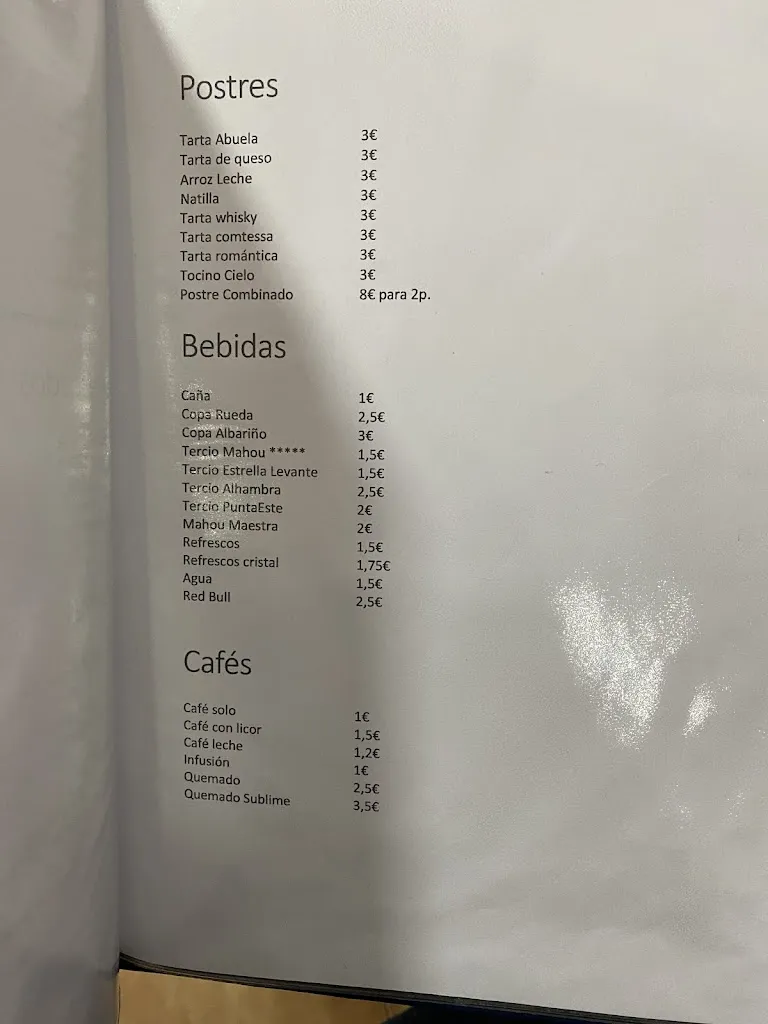 Postres
Tarta Abuela 3€
Tarta de queso 3€
Arroz Leche 3€
Natilla 3€
Tarta whisky 3€
Tarta comtessa 3€
Tarta romántica 3€
Tocino Cielo 3€
Postre Combinado 8€ para 2p.
Bebidas
Caña 1€
Copa Rueda 2,5€
Copa Albariño 3€
Tercio Mahou ***** 1,5€
Tercio Estrella Levante 1,5€
Tercio Alhambra 2,5€
Tercio PuntaEste 2€
Mahou Maestra 2€
Refrescos 1,5€
Refrescos cristal 1,75€
Agua 1,5€
Red Bull 2,5€
Cafés
Café solo 1€
Café con licor 1,5€
Café leche 1,2€
Infusión 1€
Quemado 2,5€
Quemado Sublime 3,5€